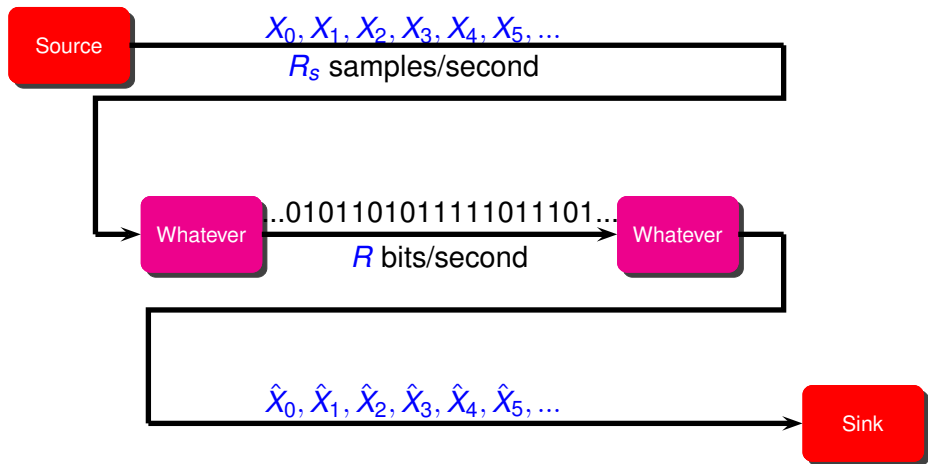 Source
X₀, X₁, X₂, X₃, X₄, X₅, ...
Rₛ samples/second
Whatever
...0101101011111011101...
R bits/second
Whatever
X̂₀, X̂₁, X̂₂, X̂₃, X̂₄, X̂₅, ...
Sink